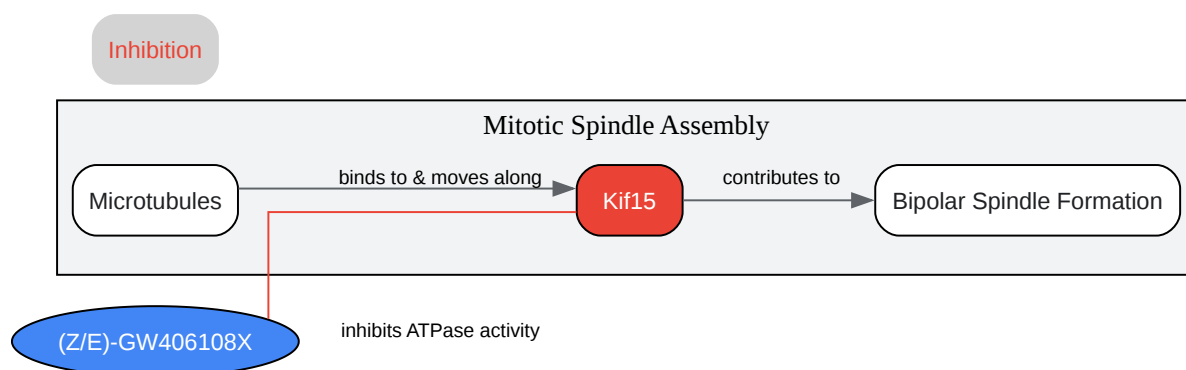 Inhibition
Mitotic Spindle Assembly
Microtubules
binds to & moves along
Kif15
contributes to
Bipolar Spindle Formation
(Z/E)-GW406108X
inhibits ATPase activity